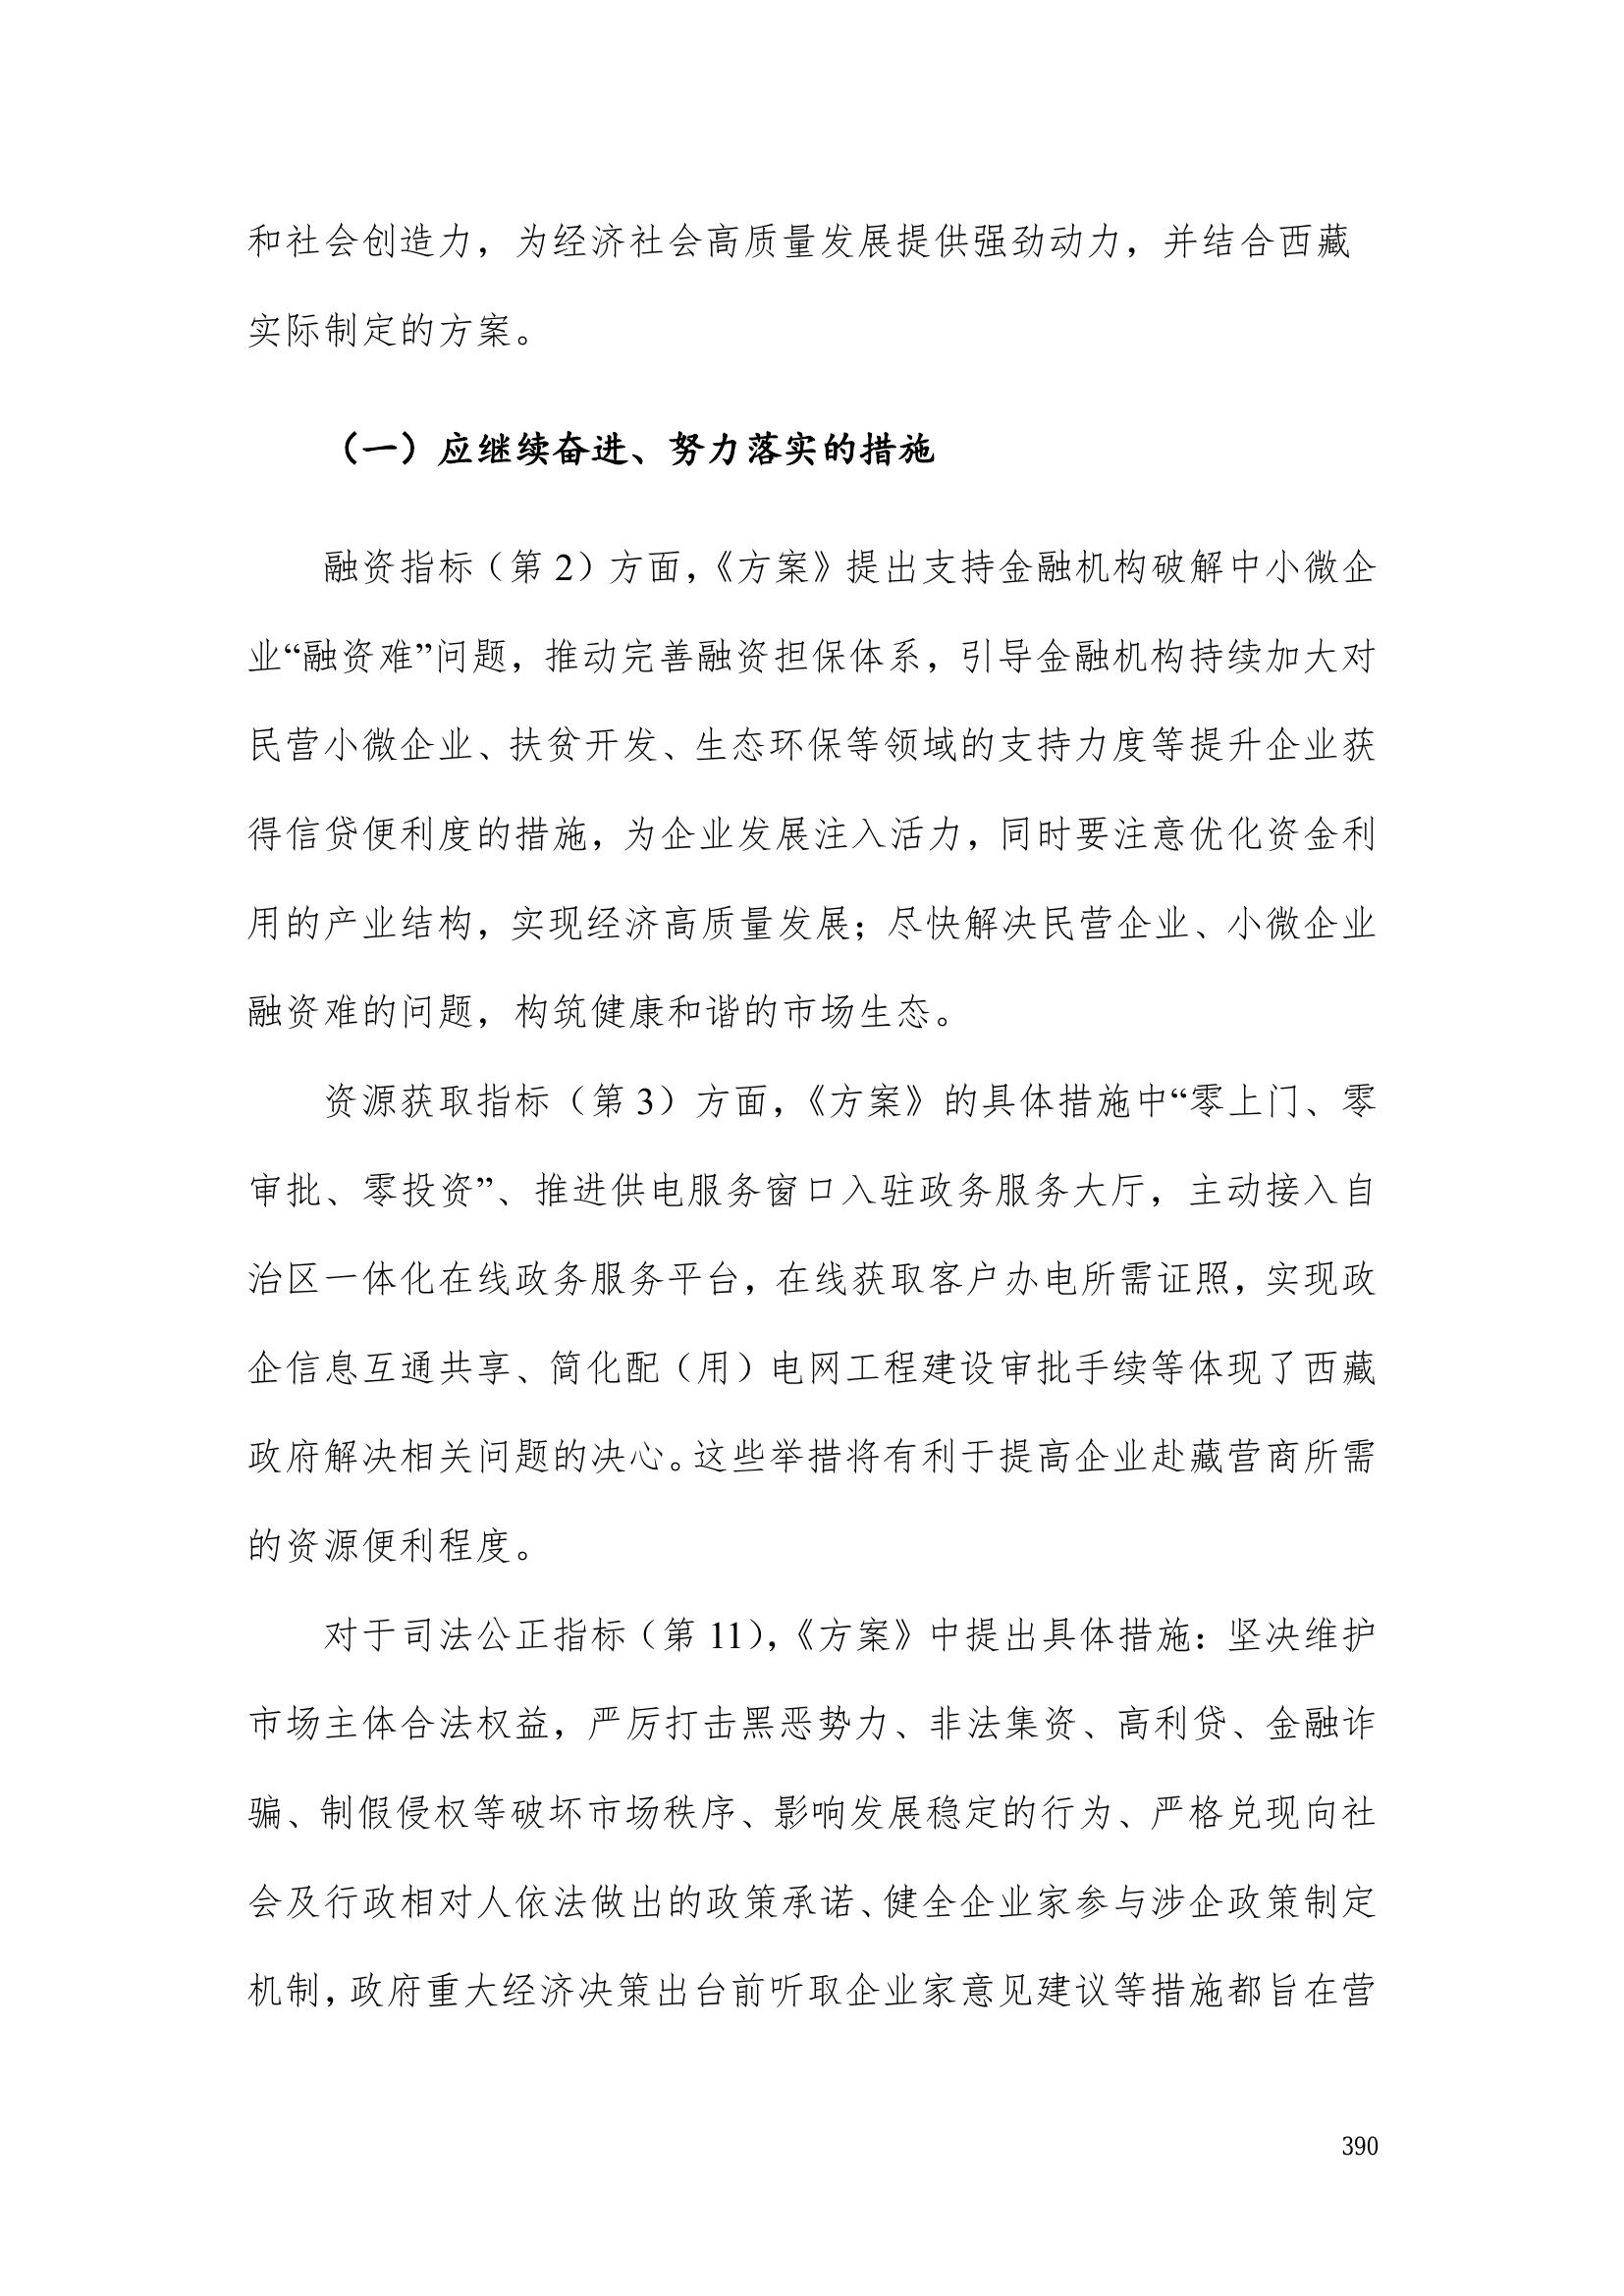 和社会创造力，为经济社会高质量发展提供强劲动力，并结合西藏
实际制定的方案。
（一）应继续奋进、努力落实的措施
融资指标（第 2）方面，《方案》提出支持金融机构破解中小微企
业“融资难”问题，推动完善融资担保体系，引导金融机构持续加大对
民营小微企业、扶贫开发、生态环保等领域的支持力度等提升企业获
得信贷便利度的措施，为企业发展注入活力，同时要注意优化资金利
用的产业结构，实现经济高质量发展；尽快解决民营企业、小微企业
融资难的问题，构筑健康和谐的市场生态。
资源获取指标（第 3）方面，《方案》的具体措施中“零上门、零
审批、零投资”、推进供电服务窗口入驻政务服务大厅，主动接入自
治区一体化在线政务服务平台，在线获取客户办电所需证照，实现政
企信息互通共享、简化配（用）电网工程建设审批手续等体现了西藏
政府解决相关问题的决心。这些举措将有利于提高企业赴藏营商所需
的资源便利程度。
对于司法公正指标（第 11），《方案》中提出具体措施：坚决维护
市场主体合法权益，严厉打击黑恶势力、非法集资、高利贷、金融诈
骗、制假侵权等破坏市场秩序、影响发展稳定的行为、严格兑现向社
会及行政相对人依法做出的政策承诺、健全企业家参与涉企政策制定
机制，政府重大经济决策出台前听取企业家意见建议等措施都旨在营
390